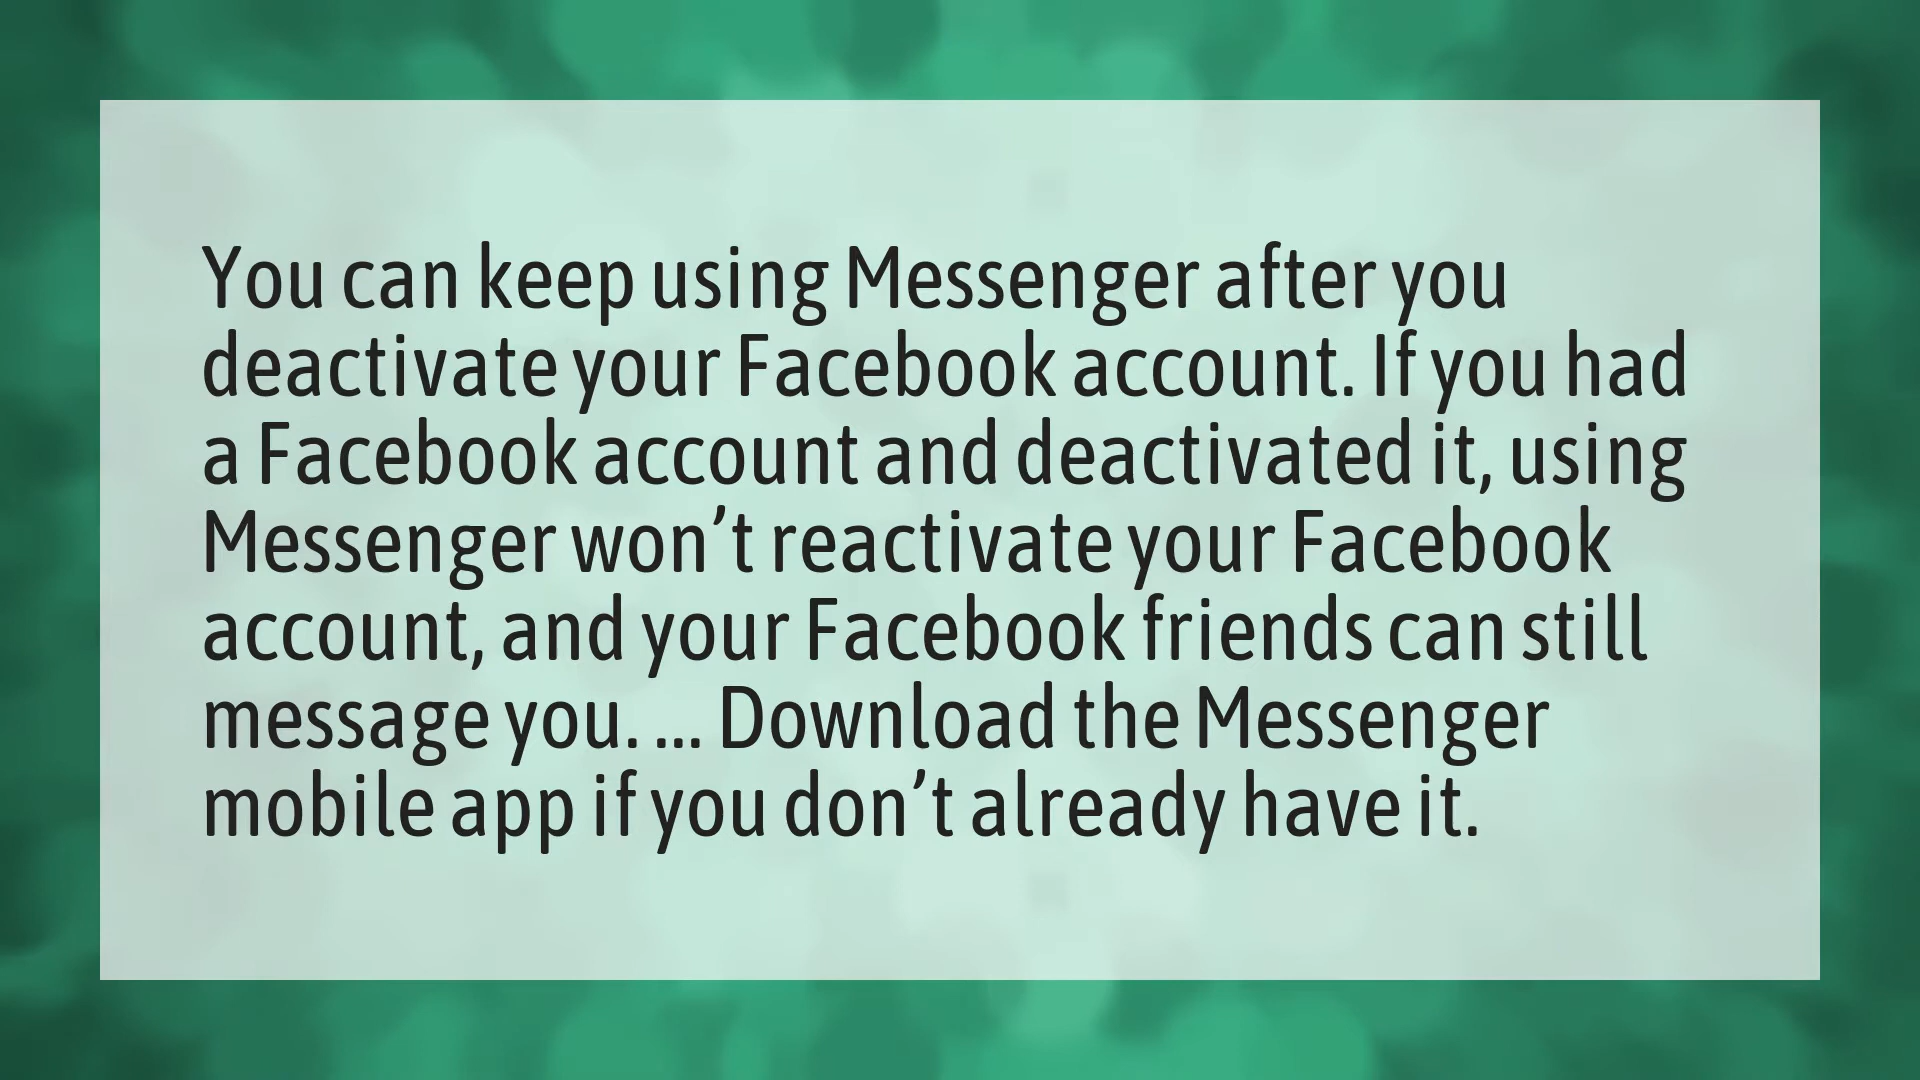 You can keep using Messenger after you
deactivate your Facebook account. If you had
a Facebook account and deactivated it, using
Messenger won’t reactivate your Facebook
account, and your Facebook friends can still
message you. ... Download the Messenger
mobile app if you don’t already have it.